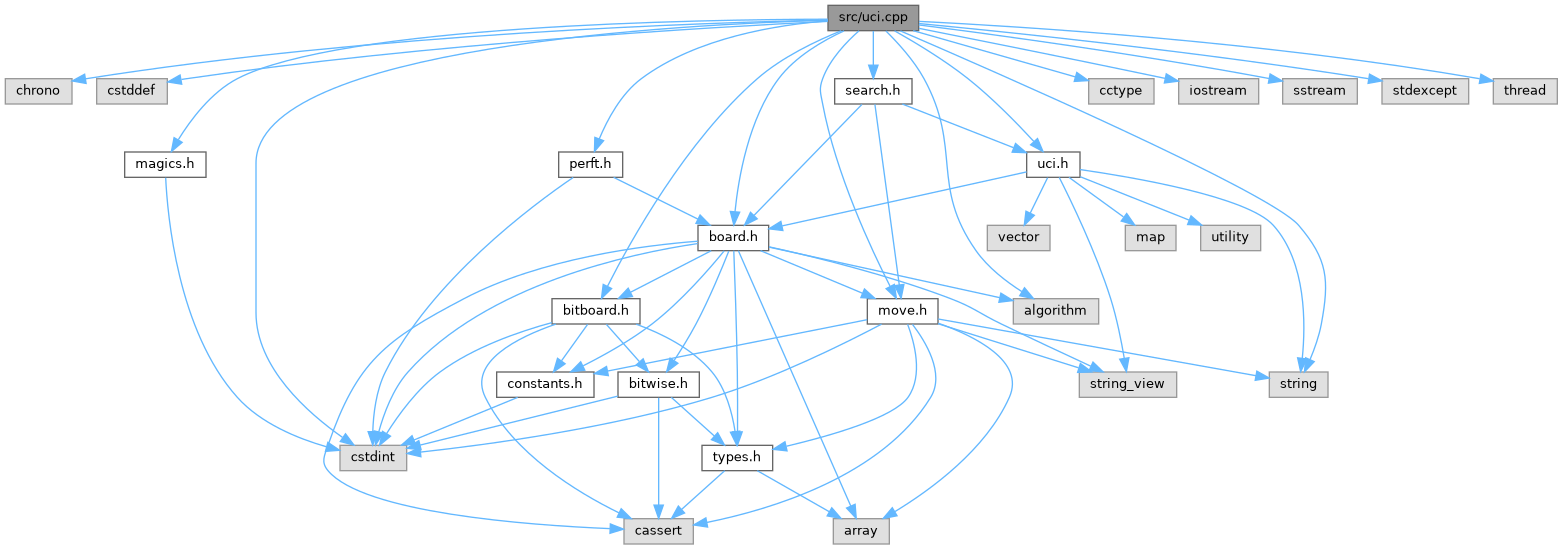 src/uci.cpp
chrono
cstddef
search.h
cctype
iostream
sstream
stdexcept
thread
magics.h
perft.h
uci.h
board.h
vector
map
utility
bitboard.h
move.h
algorithm
constants.h
bitwise.h
string_view
string
cstdint
types.h
cassert
array